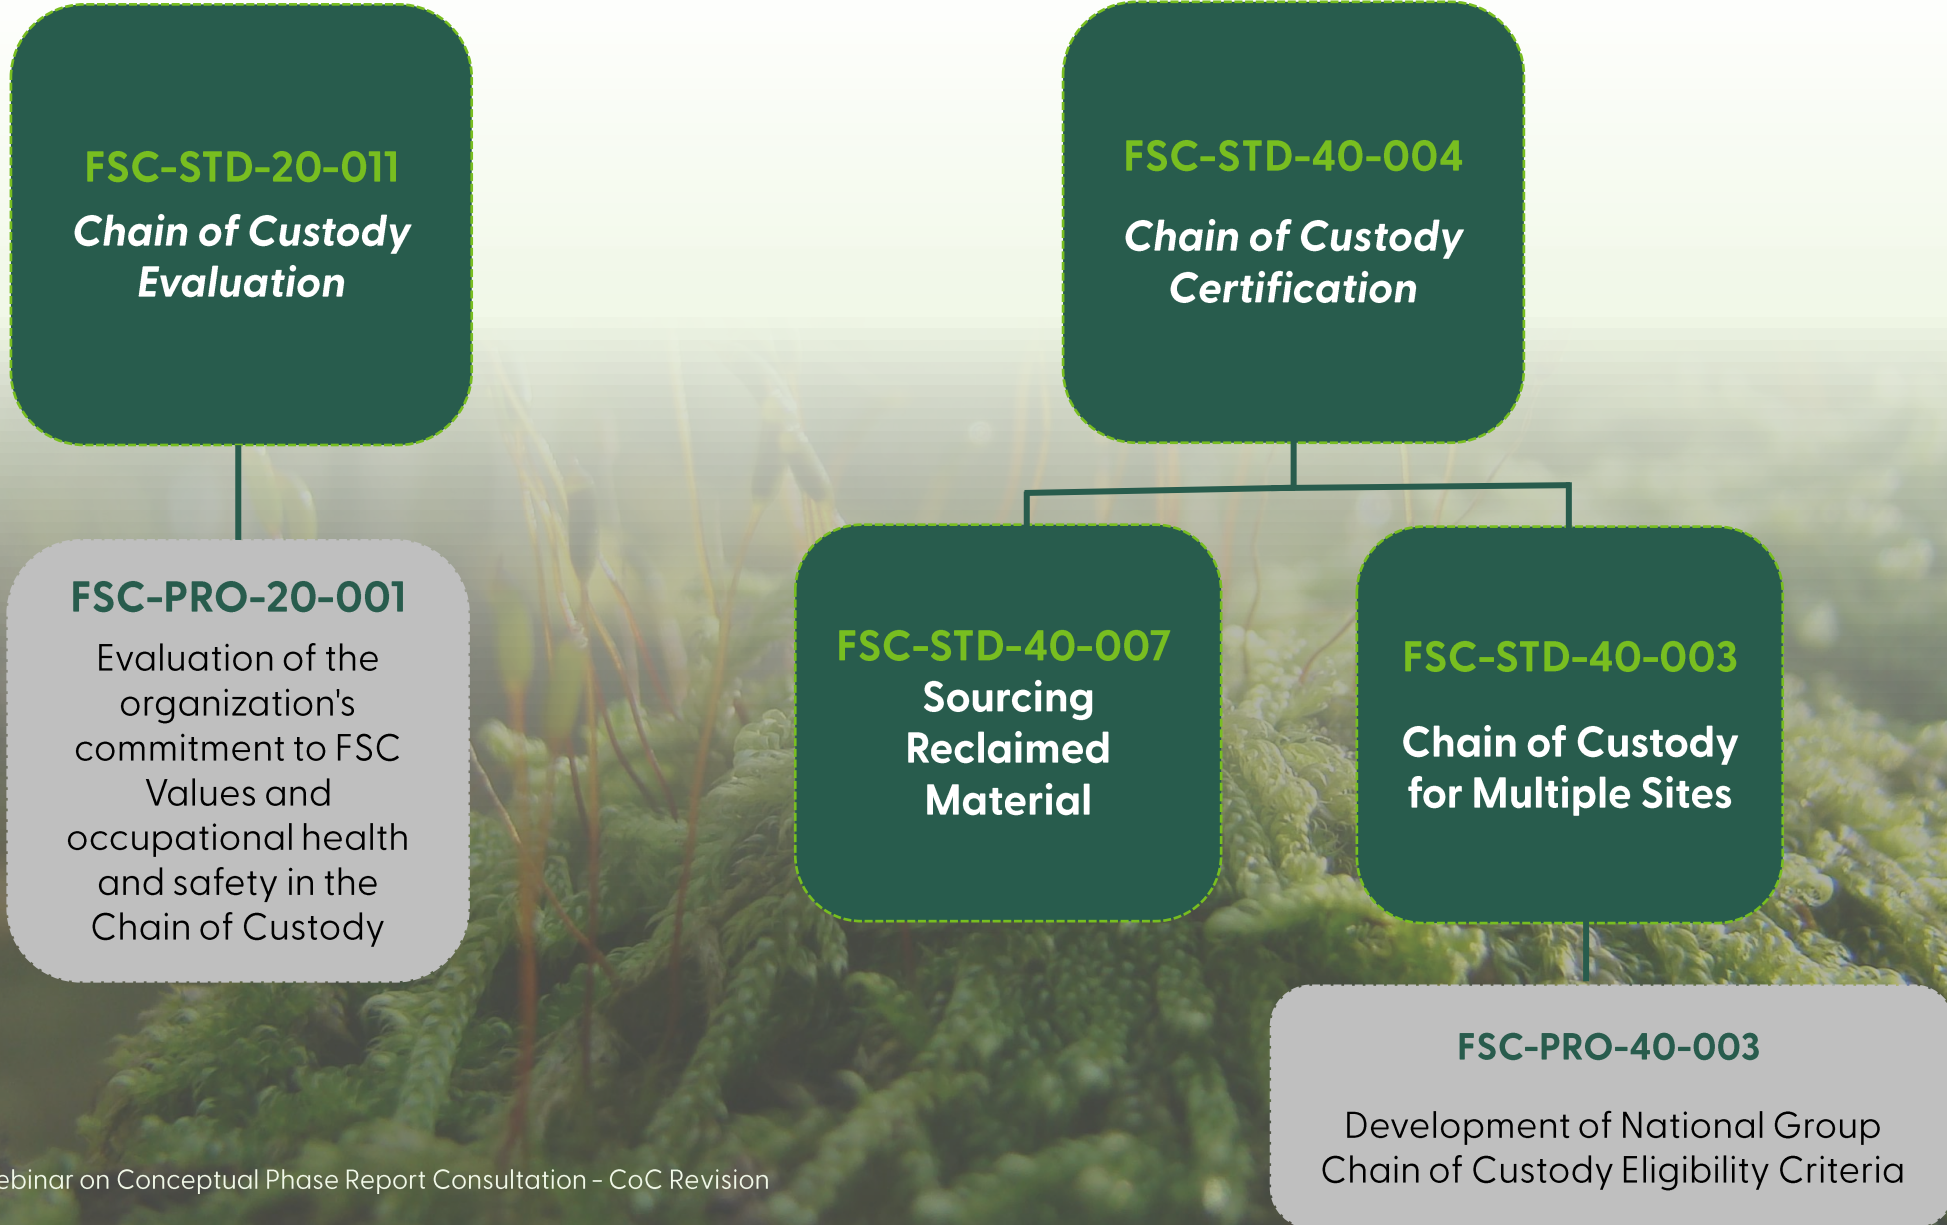 FSC-STD-20-011
Chain of Custody
Evaluation
FSC-PRO-20-001
Evaluation of the
organization's
commitment to FSC
Values and
occupational health
and safety in the
Chain of Custody
FSC-STD-40-004
Chain of Custody
Certification
FSC-STD-40-007
Sourcing
Reclaimed
Material
FSC-STD-40-003
Chain of Custody
for Multiple Sites
FSC-PRO-40-003
Development of National Group
Chain of Custody Eligibility Criteria
ebinar on Conceptual Phase Report Consultation - CoC Revision